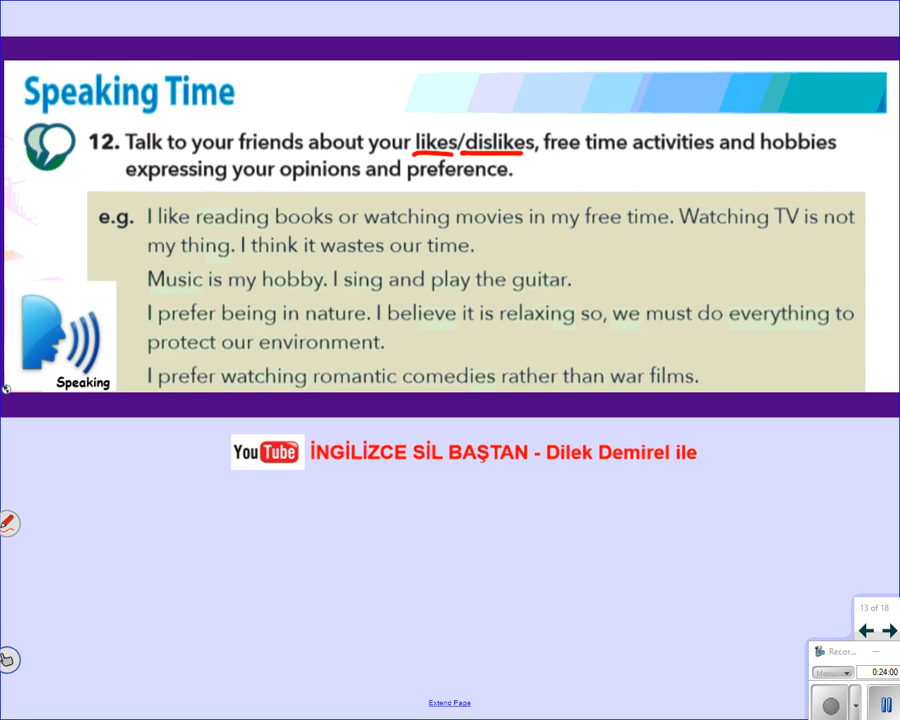 Speaking Time
12. Talk to your friends about your likes/dislikes, free time activities and hobbies
expressing your opinions and preference.
e.g. I like reading books or watching movies in my free time. Watching TV is not
my thing. I think it wastes our time.
Music is my hobby. I sing and play the guitar.
I prefer being in nature. I believe it is relaxing so, we must do everything to
protect our environment.
Speaking
I prefer watching romantic comedies rather than war films.
You Tube İNGİLİZCE SİL BAŞTAN - Dilek Demirel ile
13 of 18
Recor...
Menu
0:24:00
Extend Page